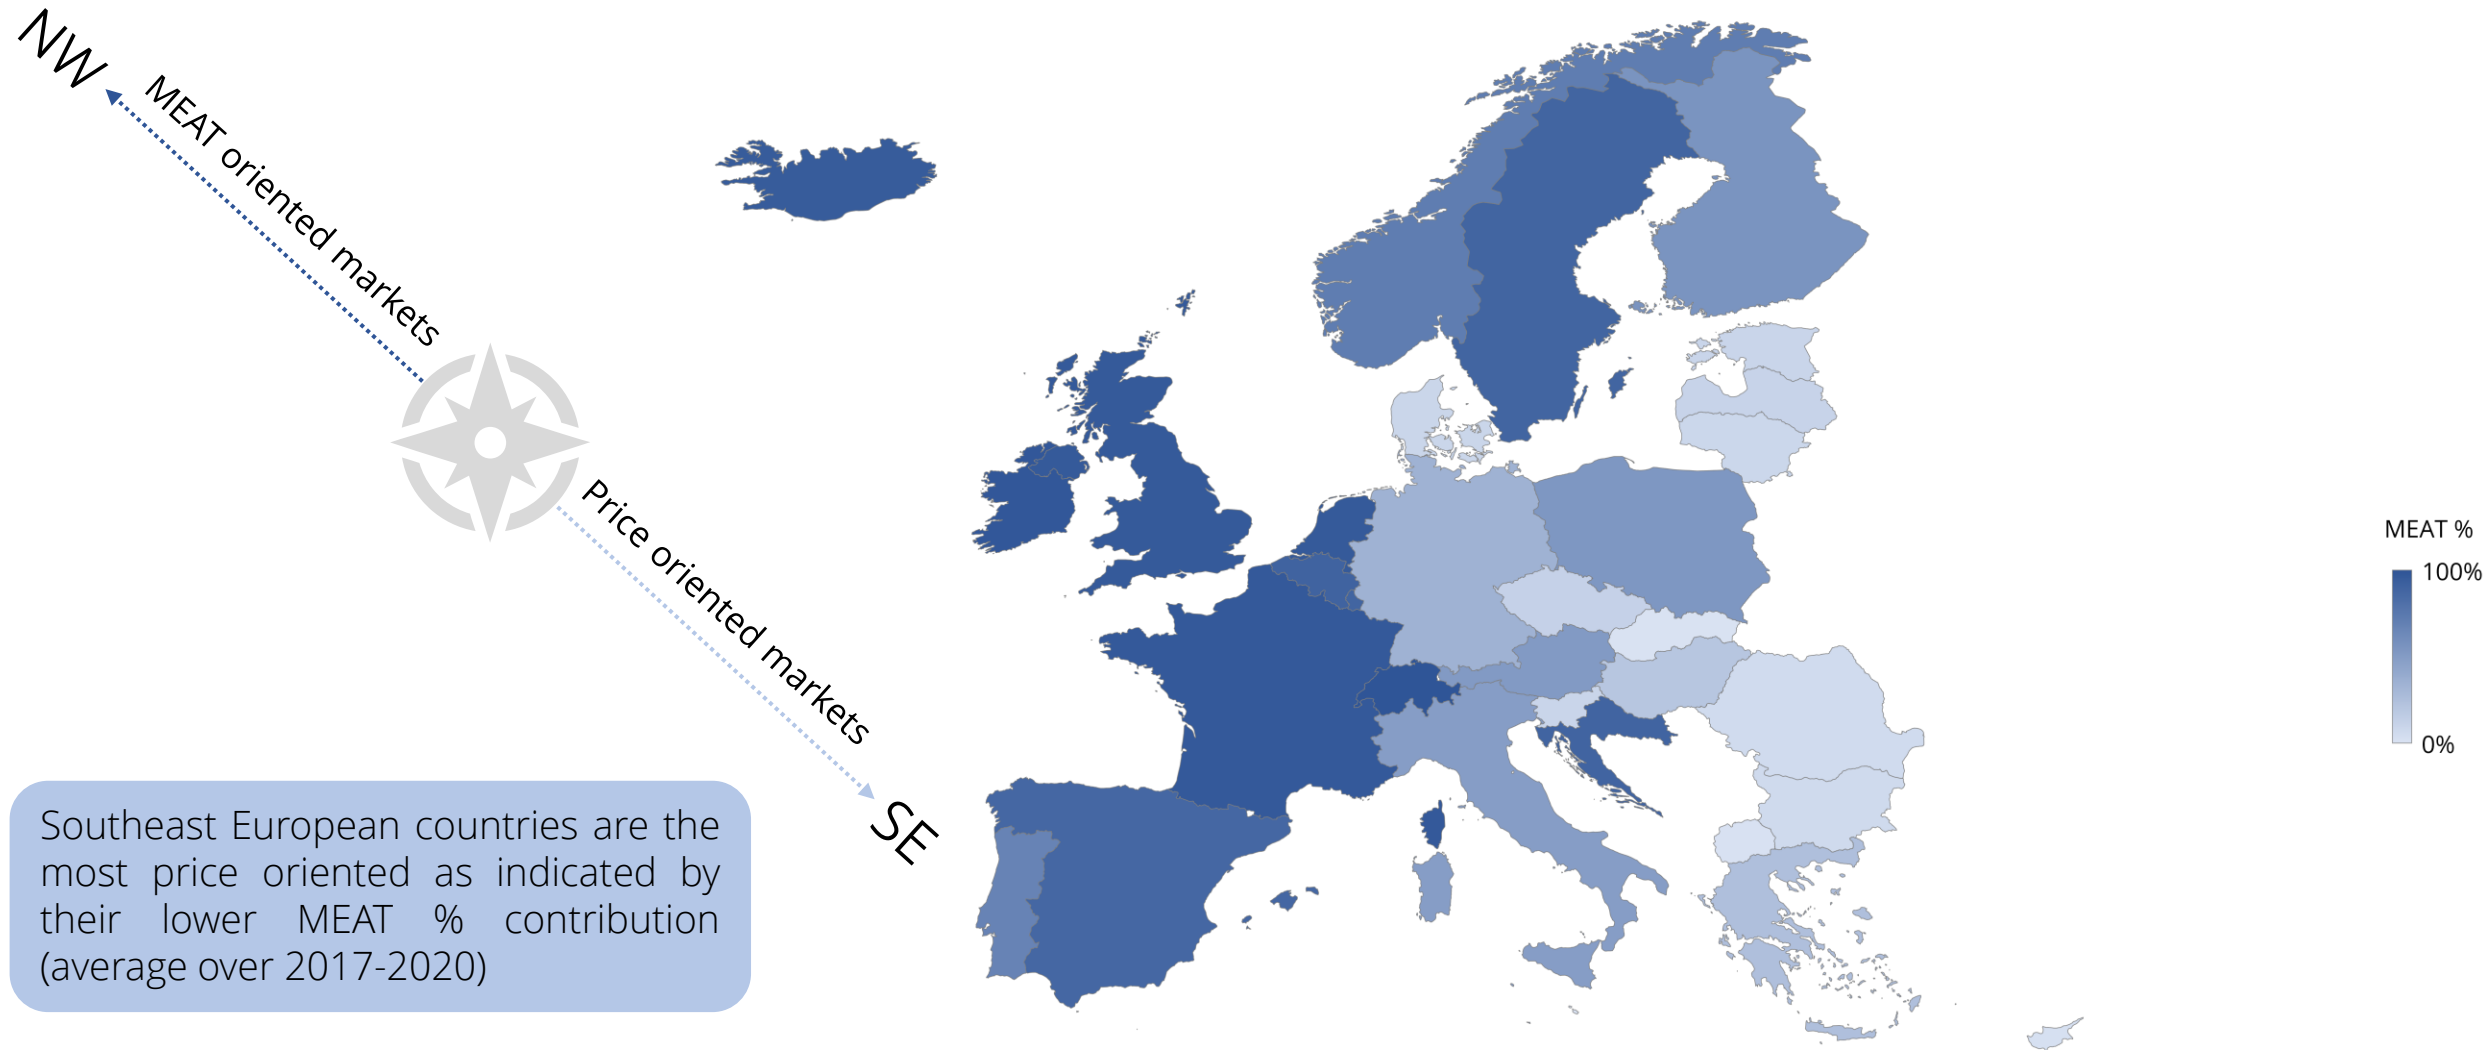 NW
MEAT oriented markets
Price oriented markets
SE
Southeast European countries are the
most price oriented as indicated by
their lower MEAT % contribution
(average over 2017-2020)
MEAT %
100%
0%